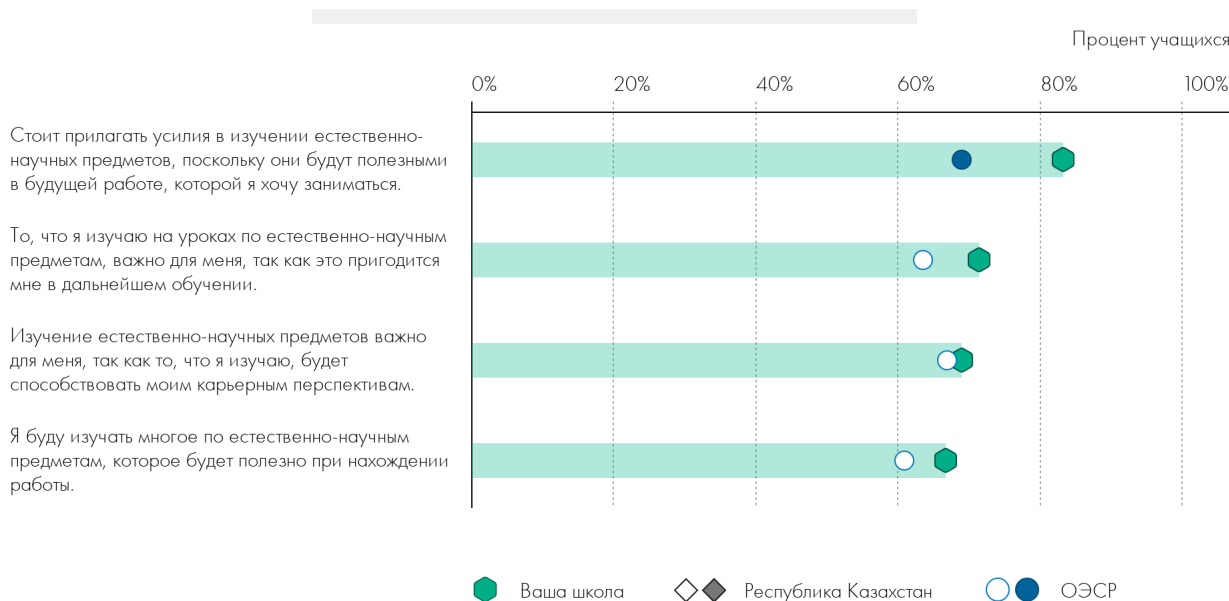 Процент учащихся
0% 20% 40% 60% 80% 100%
Стоит прилагать усилия в изучении естественно-
научных предметов, поскольку они будут полезными
в будущей работе, которой я хочу заниматься.
То, что я изучаю на уроках по естественно-научным
предметам, важно для меня, так как это пригодится
мне в дальнейшем обучении.
Изучение естественно-научных предметов важно
для меня, так как то, что я изучаю, будет
способствовать моим карьерным перспективам.
Я буду изучать многое по естественно-научным
предметам, которое будет полезно при нахождении
работы.
Ваша школа Республика Казахстан ОЭСР